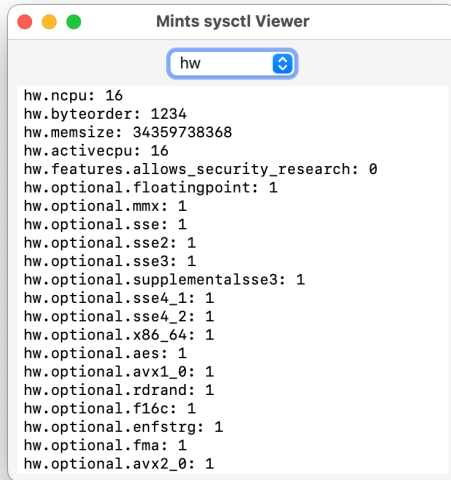 Mints sysctl Viewer
hw
hw.ncpu: 16
hw.byteorder: 1234
hw.memsize: 34359738368
hw.activecpu: 16
hw.features.allows_security_research: 0
hw.optional.floatingpoint: 1
hw.optional.mmx: 1
hw.optional.sse: 1
hw.optional.sse2: 1
hw.optional.sse3: 1
hw.optional.supplementalsse3: 1
hw.optional.sse4_1: 1
hw.optional.sse4_2: 1
hw.optional.x86_64: 1
hw.optional.aes: 1
hw.optional.avx1_0: 1
hw.optional.rdrand: 1
hw.optional.f16c: 1
hw.optional.enfstrg: 1
hw.optional.fma: 1
hw.optional.avx2_0: 1